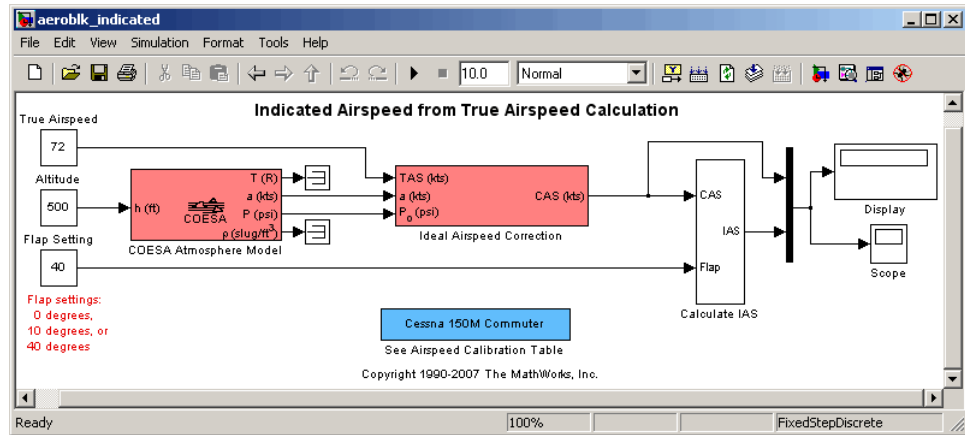 aeroblk_indicated
File Edit View Simulation Format Tools Help
10.0 Normal
Indicated Airspeed from True Airspeed Calculation
True Airspeed
72
Altitude
500
Flap Setting
40
Flap settings:
0 degrees,
10 degrees, or
40 degrees
h (ft)
COESA
T (R)
a (kts)
P (psi)
ρ (slug/ft³)
COESA Atmosphere Model
TAS (kts)
a (kts)
P₀ (psi)
CAS (kts)
Ideal Airspeed Correction
CAS
IAS
Flap
Calculate IAS
Display
Scope
Cessna 150M Commuter
See Airspeed Calibration Table
Copyright 1990-2007 The MathWorks, Inc.
Ready 100% FixedStepDiscrete